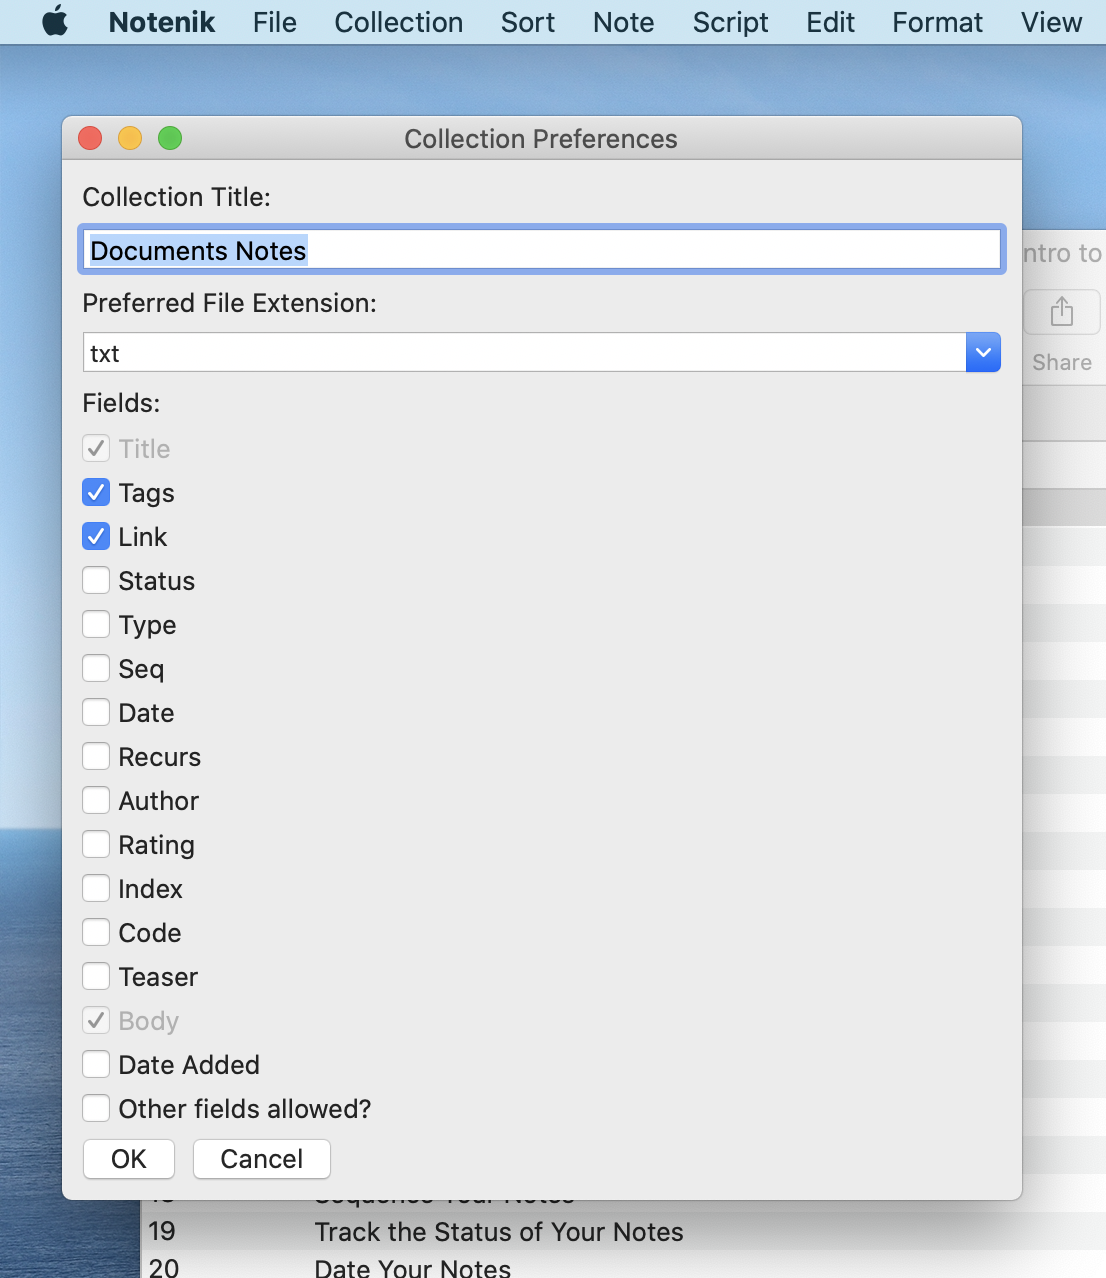 Notenik File Collection Sort Note Script Edit Format View
Collection Preferences
Collection Title:
Documents Notes
ntro to
Preferred File Extension:
txt
Share
Fields:
Title
Tags
Link
Status
Type
Seq
Date
Recurs
Author
Rating
Index
Code
Teaser
Body
Date Added
Other fields allowed?
OK Cancel
Your Notes
19 Track the Status of Your Notes
20 Date Your Notes